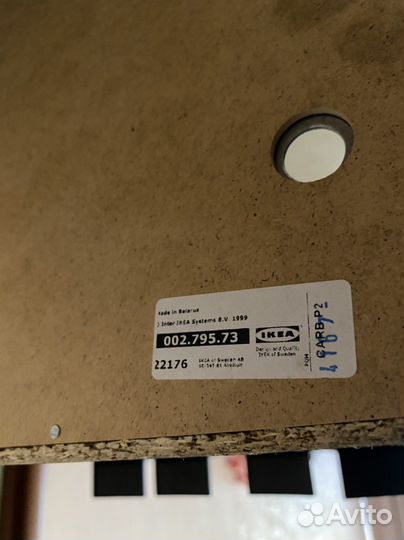 Made in Belarus
Inter IKEA Systems B.V. 1999
002.795.73
IKEA
Design and Quality
IKEA of Sweden
22176
IKEA of Sweden AB
SE-343 81 Älmhult
CARB P2
Avito